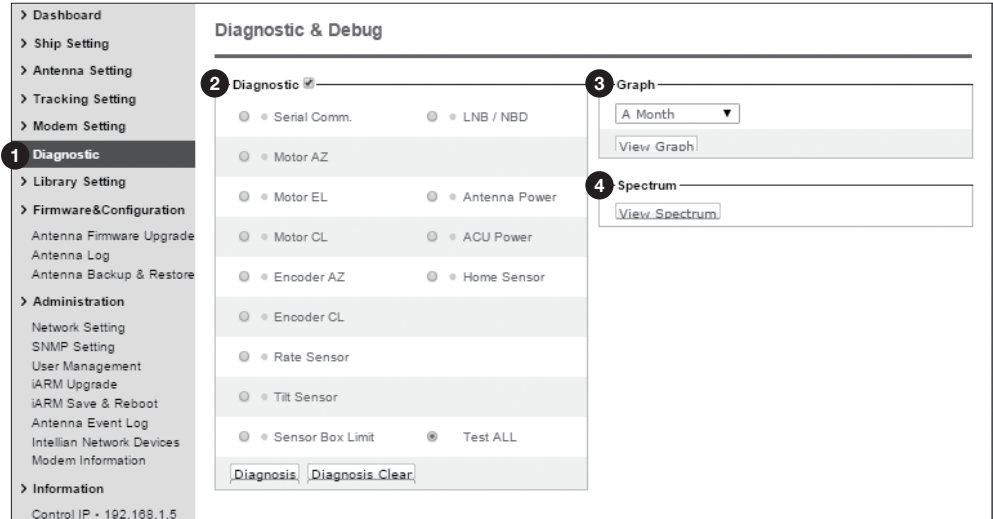 > Dashboard
> Ship Setting
> Antenna Setting
> Tracking Setting
> Modem Setting
1 Diagnostic
> Library Setting
> Firmware&Configuration
Antenna Firmware Upgrade
Antenna Log
Antenna Backup & Restore
> Administration
Network Setting
SNMP Setting
User Management
iARM Upgrade
iARM Save & Reboot
Antenna Event Log
Intellian Network Devices
Modem Information
> Information
Control IP - 192.168.1.5
Diagnostic & Debug
2 Diagnostic
Serial Comm. LNB / NBD
Motor AZ
Motor EL Antenna Power
Motor CL ACU Power
Encoder AZ Home Sensor
Encoder CL
Rate Sensor
Tilt Sensor
Sensor Box Limit Test ALL
Diagnosis Diagnosis Clear
3 Graph
A Month ▼
View Graph
4 Spectrum
View Spectrum